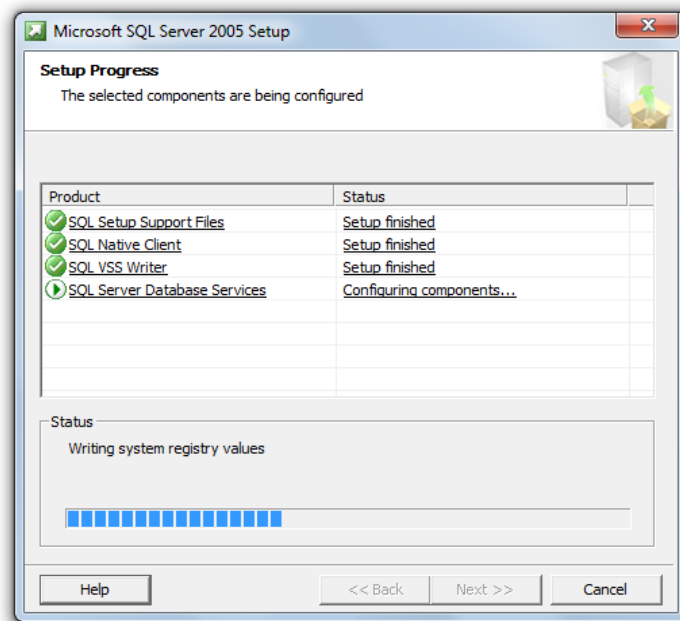 Microsoft SQL Server 2005 Setup
Setup Progress
The selected components are being configured
Product Status
SQL Setup Support Files Setup finished
SQL Native Client Setup finished
SQL VSS Writer Setup finished
SQL Server Database Services Configuring components...
Status
Writing system registry values
Help << Back Next >> Cancel